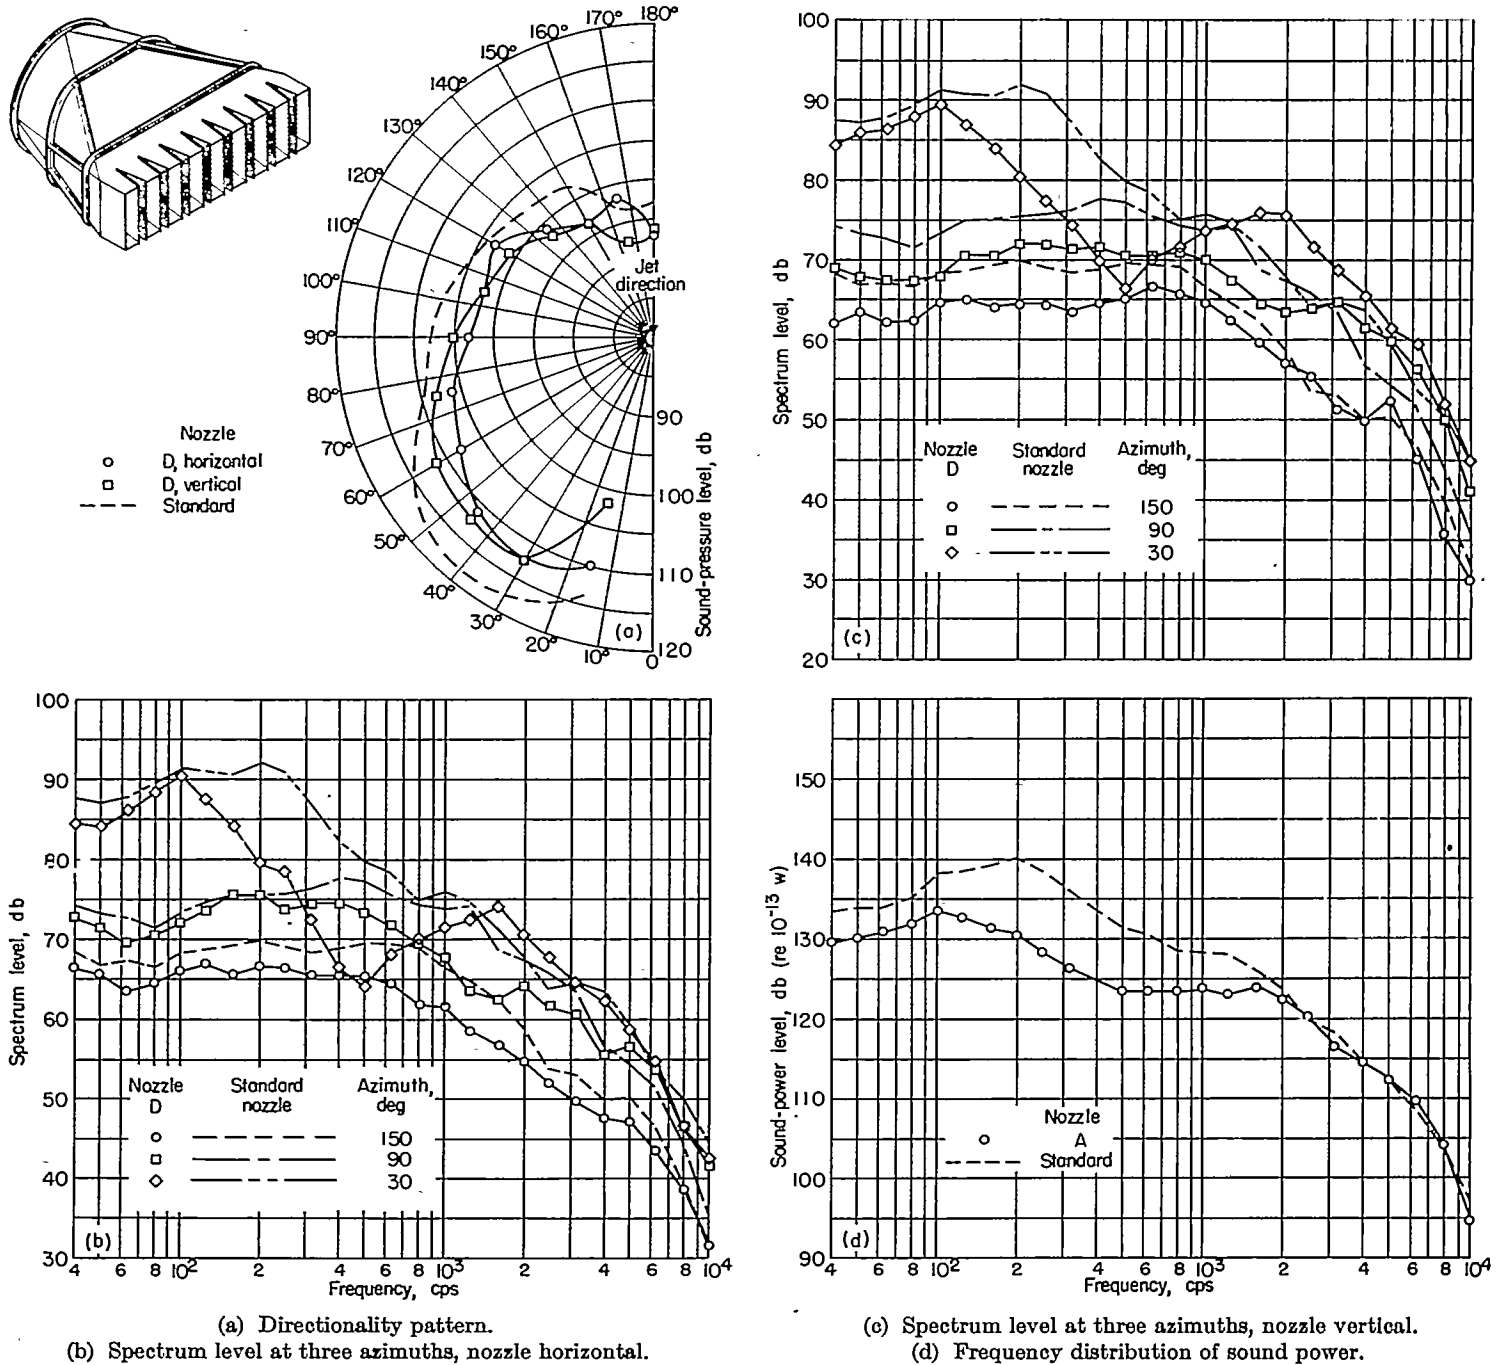 180°
170°
160°
150°
140°
130°
120°
110°
100°
90°
80°
70°
60°
50°
40°
30°
20°
10°
0
Jet
direction
90
100
110
120
Sound-pressure level, db
(a)
Nozzle
D, horizontal
D, vertical
Standard
100
90
80
70
60
50
40
30
20
Spectrum level, db
Nozzle Standard Azimuth,
D nozzle deg
150
90
30
(c)
100
90
80
70
60
50
40
30
Spectrum level, db
Nozzle Standard Azimuth,
D nozzle deg
150
90
30
(b)
4 6 8 10² 2 4 6 8 10³ 2 4 6 10⁴
Frequency, cps
150
140
130
120
110
100
90
Sound-power level, db (re 10⁻¹³ w)
Nozzle
A
Standard
(d)
4 6 8 10² 2 4 6 8 10³ 2 4 6 8 10⁴
Frequency, cps
(a) Directionality pattern.
(b) Spectrum level at three azimuths, nozzle horizontal.
(c) Spectrum level at three azimuths, nozzle vertical.
(d) Frequency distribution of sound power.